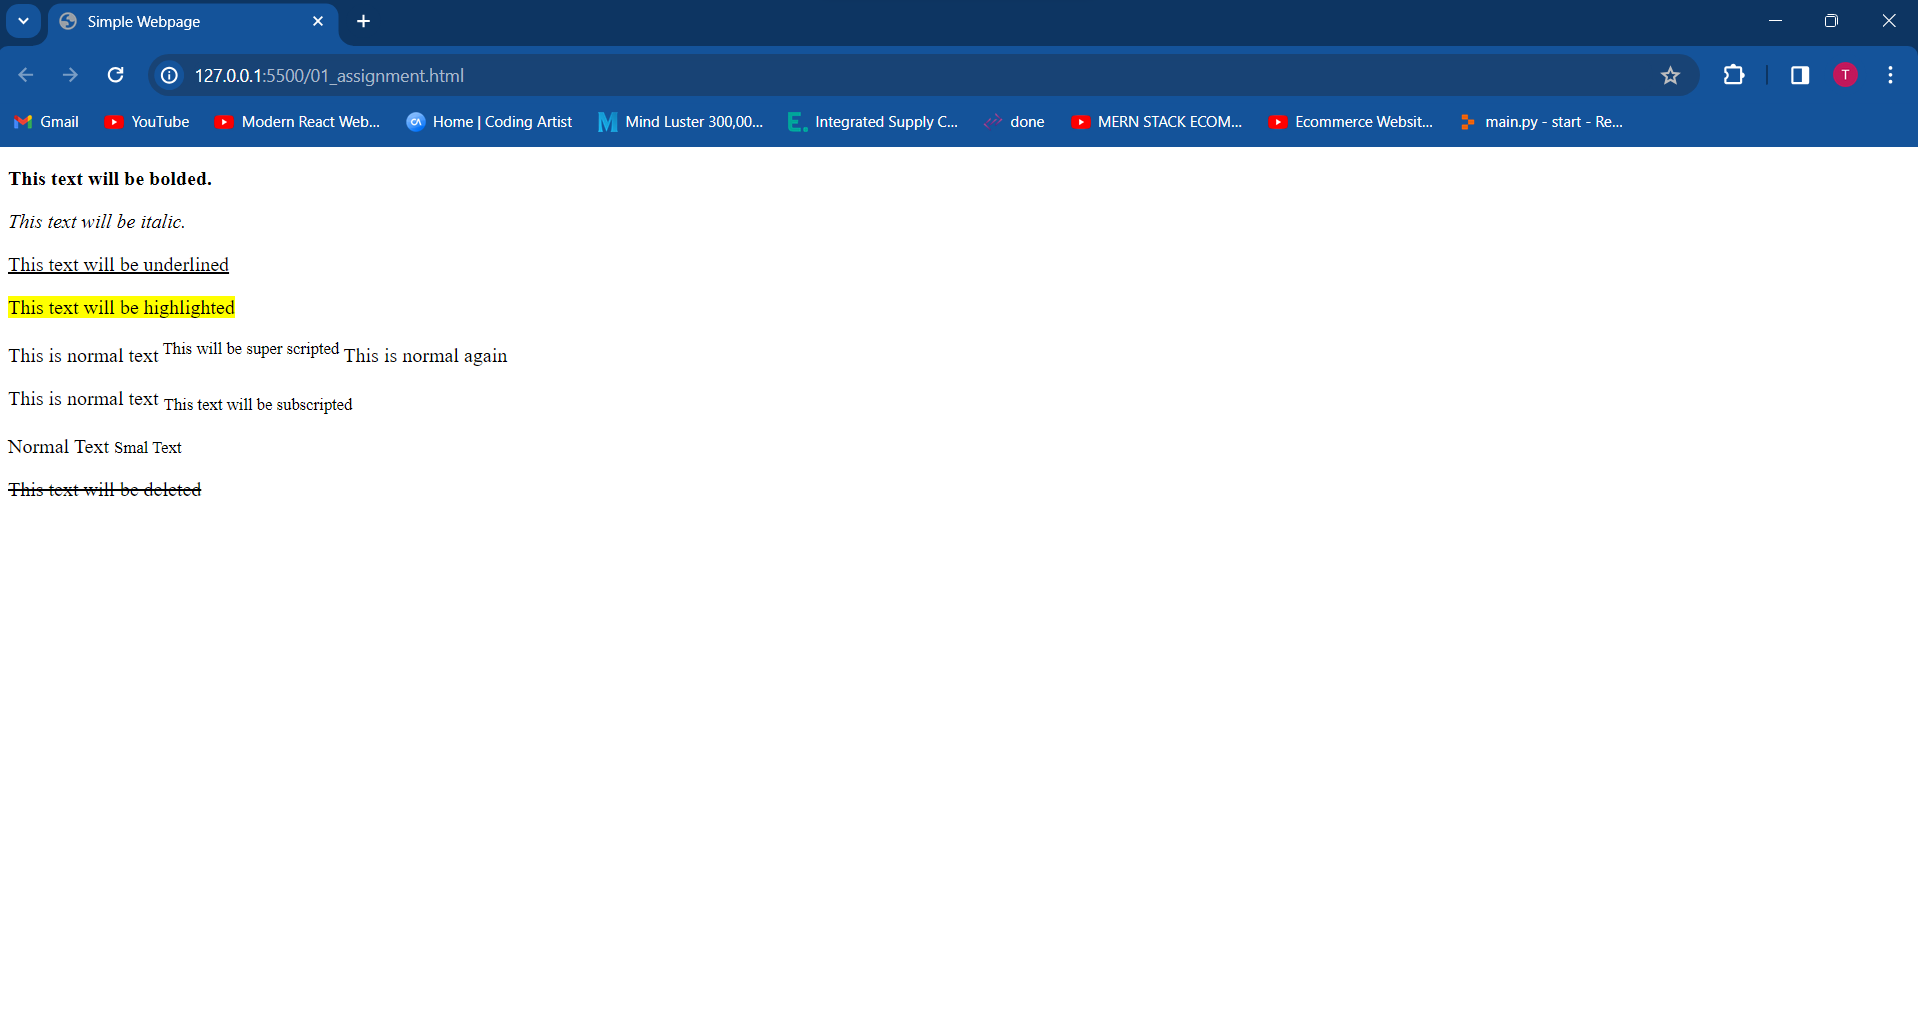 Simple Webpage
127.0.0.1:5500/01_assignment.html
T
Gmail YouTube Modern React Web... CA Home | Coding Artist M Mind Luster 300,00... E. Integrated Supply C... done MERN STACK ECOM... Ecommerce Websit... main.py - start - Re...
This text will be bolded.
This text will be italic.
This text will be underlined
This text will be highlighted
This is normal text This will be super scripted This is normal again
This is normal text This text will be subscripted
Normal Text Smal Text
This text will be deleted